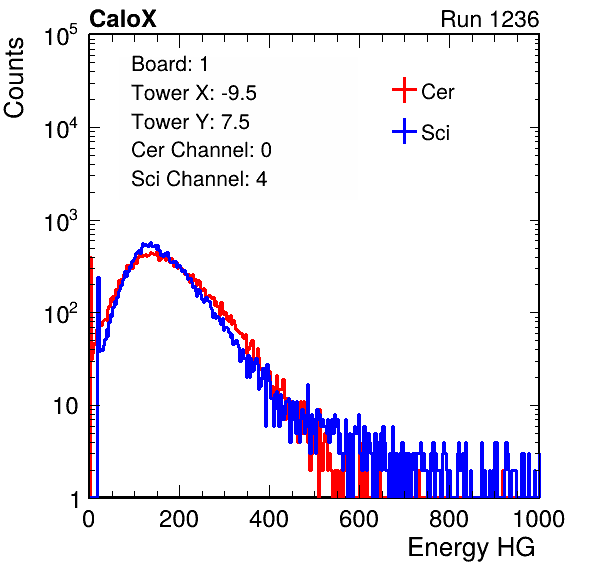 CaloX Run 1236
Counts
10^5
10^4
10^3
10^2
10
1
Board: 1
Tower X: -9.5
Tower Y: 7.5
Cer Channel: 0
Sci Channel: 4
Cer
Sci
0 200 400 600 800 1000
Energy HG